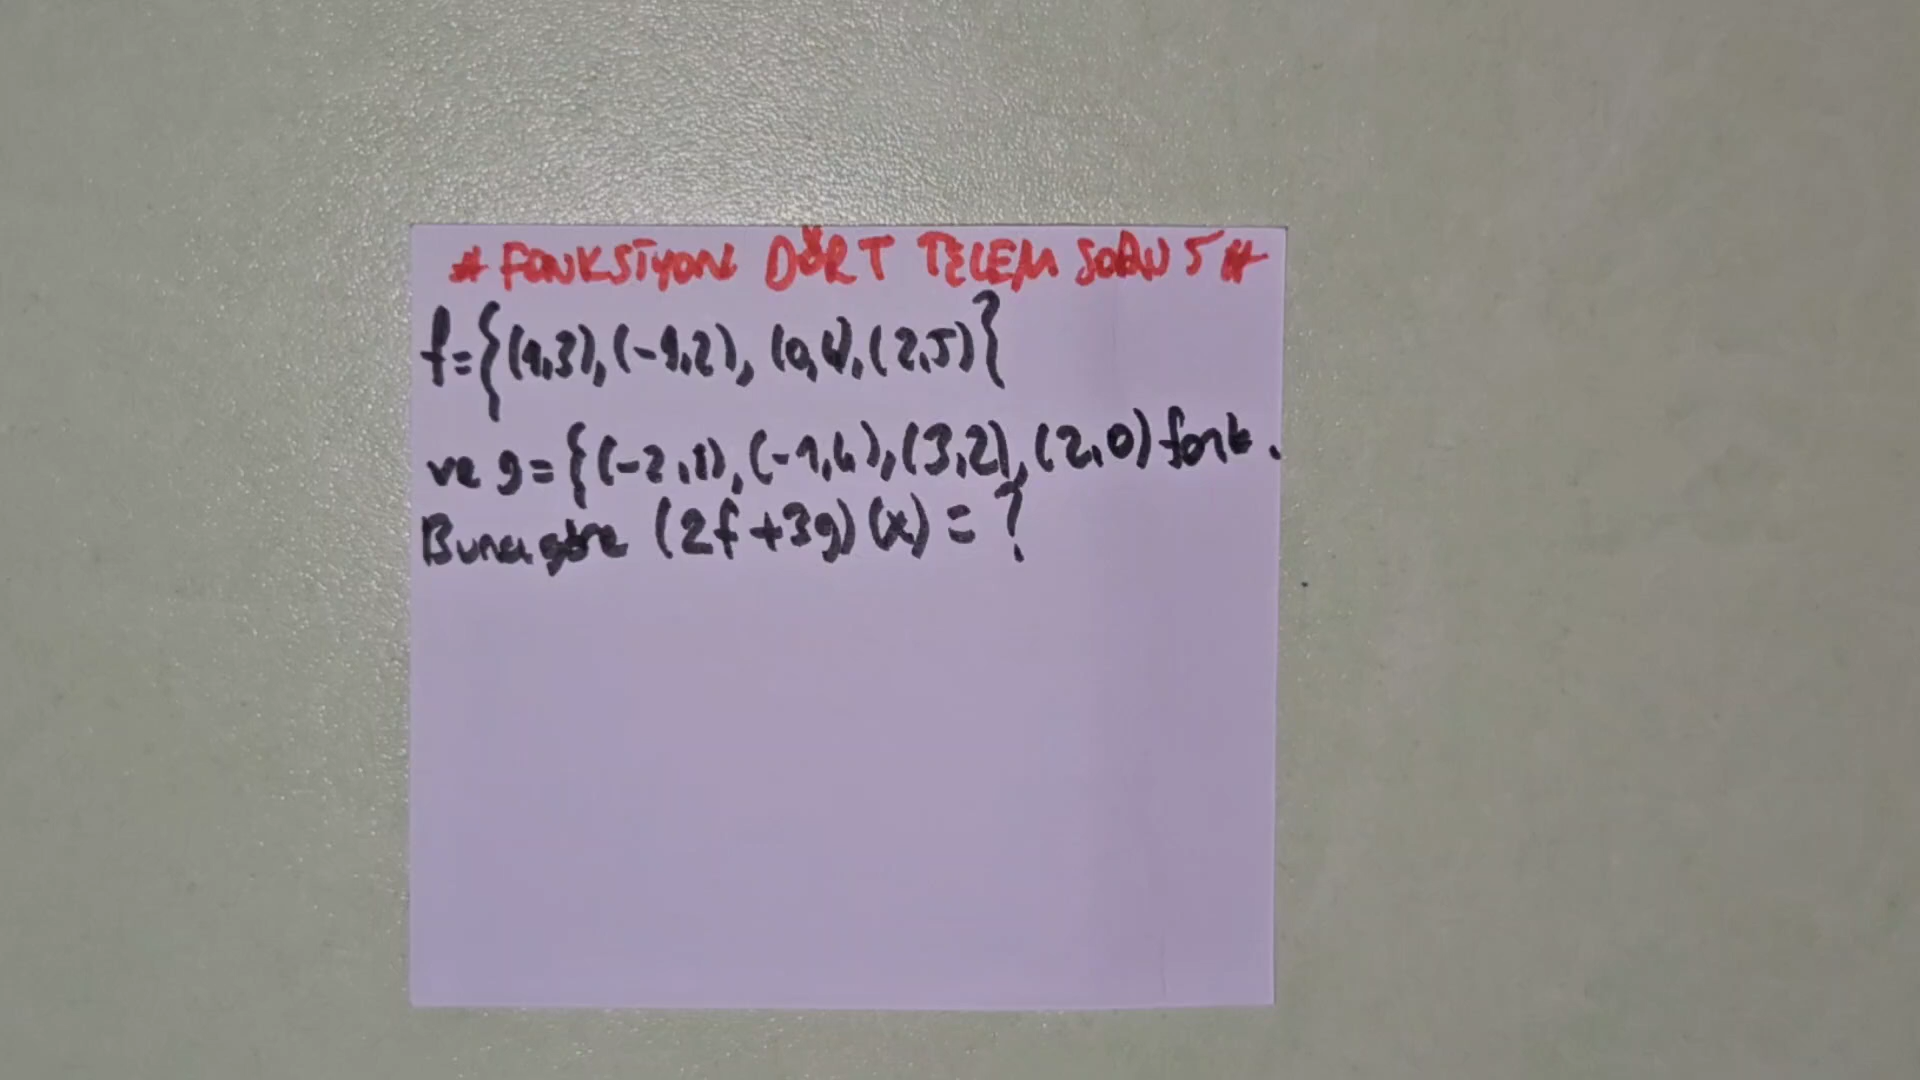 # FONKSİYON DÖRT İŞLEM SORU 5 #
f={(1,3),(-1,2), (0,4),(2,5)}
ve g={(-2,1),(-1,4),(3,2),(2,0) fonk.
Buna göre (2f+3g)(x) = ?